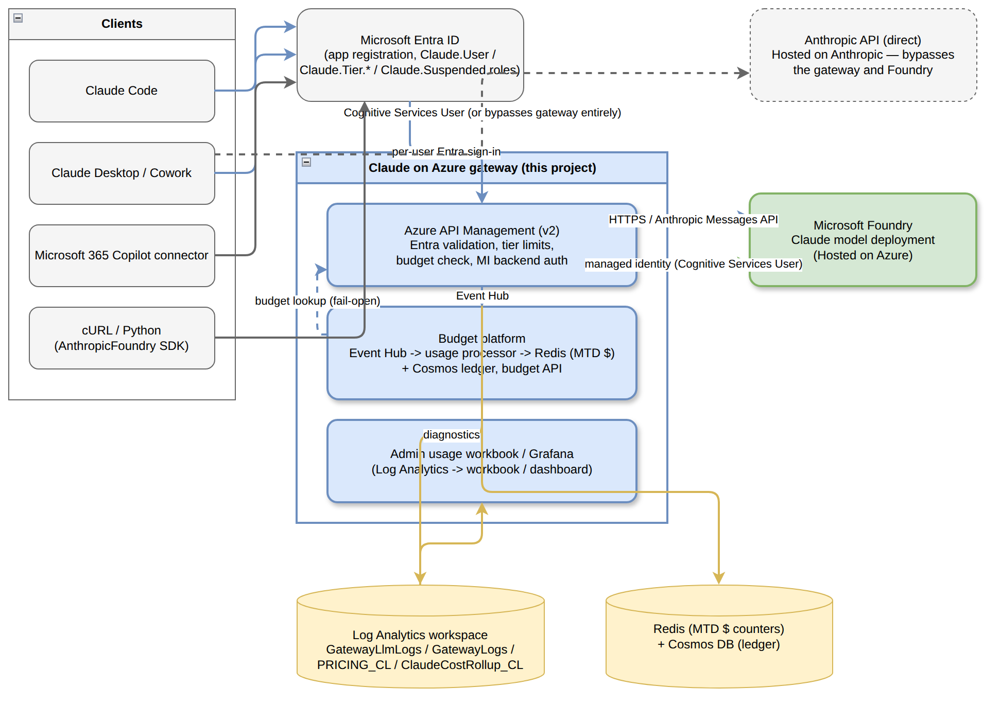 Clients
Claude Code
Claude Desktop / Cowork
Microsoft 365 Copilot connector
cURL / Python
(AnthropicFoundry SDK)
Microsoft Entra ID
(app registration, Claude.User /
Claude.Tier.* / Claude.Suspended roles)
Anthropic API (direct)
Hosted on Anthropic — bypasses
the gateway and Foundry
Cognitive Services User (or bypasses gateway entirely)
per-user Entra sign-in
Claude on Azure gateway (this project)
Azure API Management (v2)
Entra validation, tier limits,
budget check, MI backend auth
HTTPS / Anthropic Messages API
managed identity (Cognitive Services User)
Microsoft Foundry
Claude model deployment
(Hosted on Azure)
Event Hub
budget lookup (fail-open)
Budget platform
Event Hub -> usage processor -> Redis (MTD $)
+ Cosmos ledger, budget API
diagnostics
Admin usage workbook / Grafana
(Log Analytics -> workbook / dashboard)
Log Analytics workspace
GatewayLlmLogs / GatewayLogs /
PRICING_CL / ClaudeCostRollup_CL
Redis (MTD $ counters)
+ Cosmos DB (ledger)